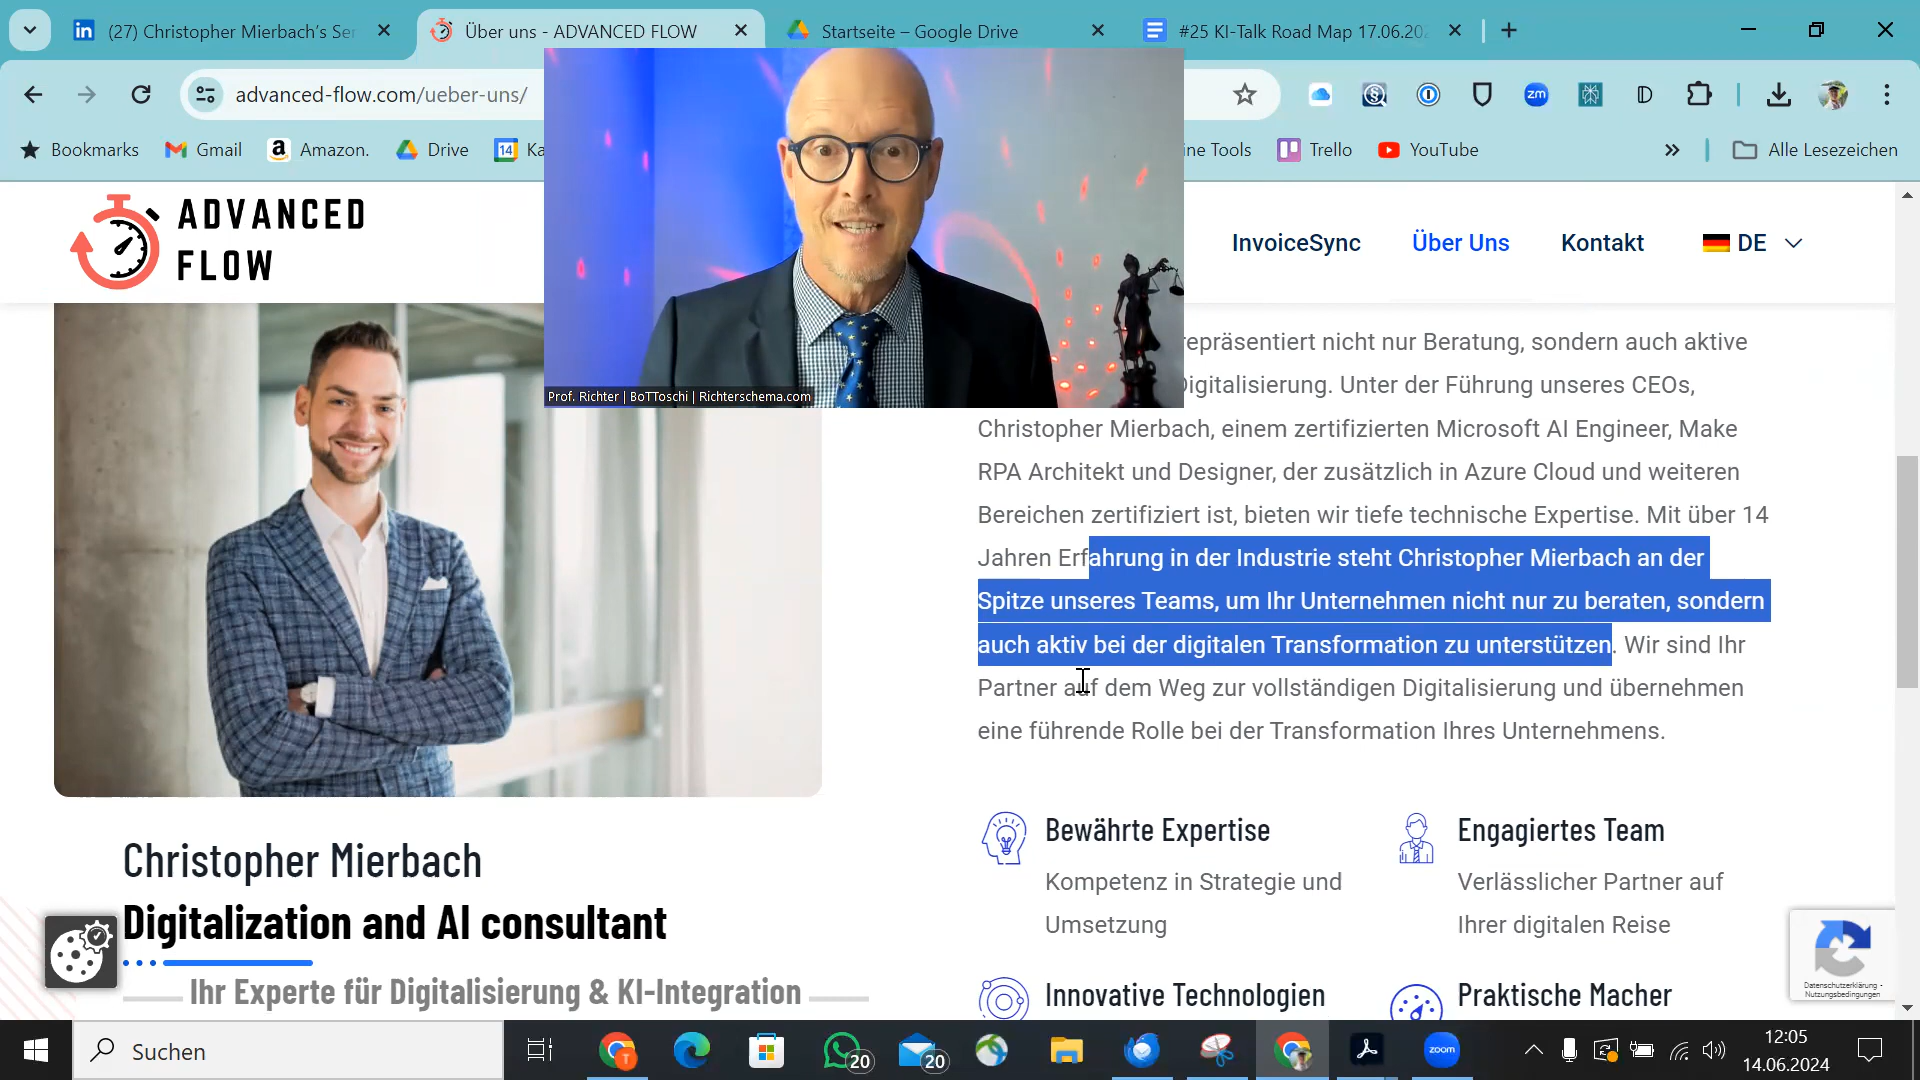 (27) Christopher Mierbach's Ser
Über uns - ADVANCED FLOW
Startseite – Google Drive
#25 KI-Talk Road Map 17.06.202
advanced-flow.com/ueber-uns/
zm
Bookmarks
Gmail
Amazon.
Drive
14
Ka
ine Tools
Trello
YouTube
Alle Lesezeichen
ADVANCED
FLOW
InvoiceSync
Über Uns
Kontakt
DE
Prof. Richter | BoTToschi | Richterschema.com
repräsentiert nicht nur Beratung, sondern auch aktive
Digitalisierung. Unter der Führung unseres CEOs,
Christopher Mierbach, einem zertifizierten Microsoft AI Engineer, Make
RPA Architekt und Designer, der zusätzlich in Azure Cloud und weiteren
Bereichen zertifiziert ist, bieten wir tiefe technische Expertise. Mit über 14
Jahren Erfahrung in der Industrie steht Christopher Mierbach an der
Spitze unseres Teams, um Ihr Unternehmen nicht nur zu beraten, sondern
auch aktiv bei der digitalen Transformation zu unterstützen. Wir sind Ihr
Partner auf dem Weg zur vollständigen Digitalisierung und übernehmen
eine führende Rolle bei der Transformation Ihres Unternehmens.
Christopher Mierbach
Digitalization and AI consultant
Ihr Experte für Digitalisierung & KI-Integration
Bewährte Expertise
Kompetenz in Strategie und
Umsetzung
Engagiertes Team
Verlässlicher Partner auf
Ihrer digitalen Reise
Innovative Technologien
Praktische Macher
Datenschutzerklärung -
Nutzungsbedingungen
Suchen
T
20
20
zoom
12:05
14.06.2024